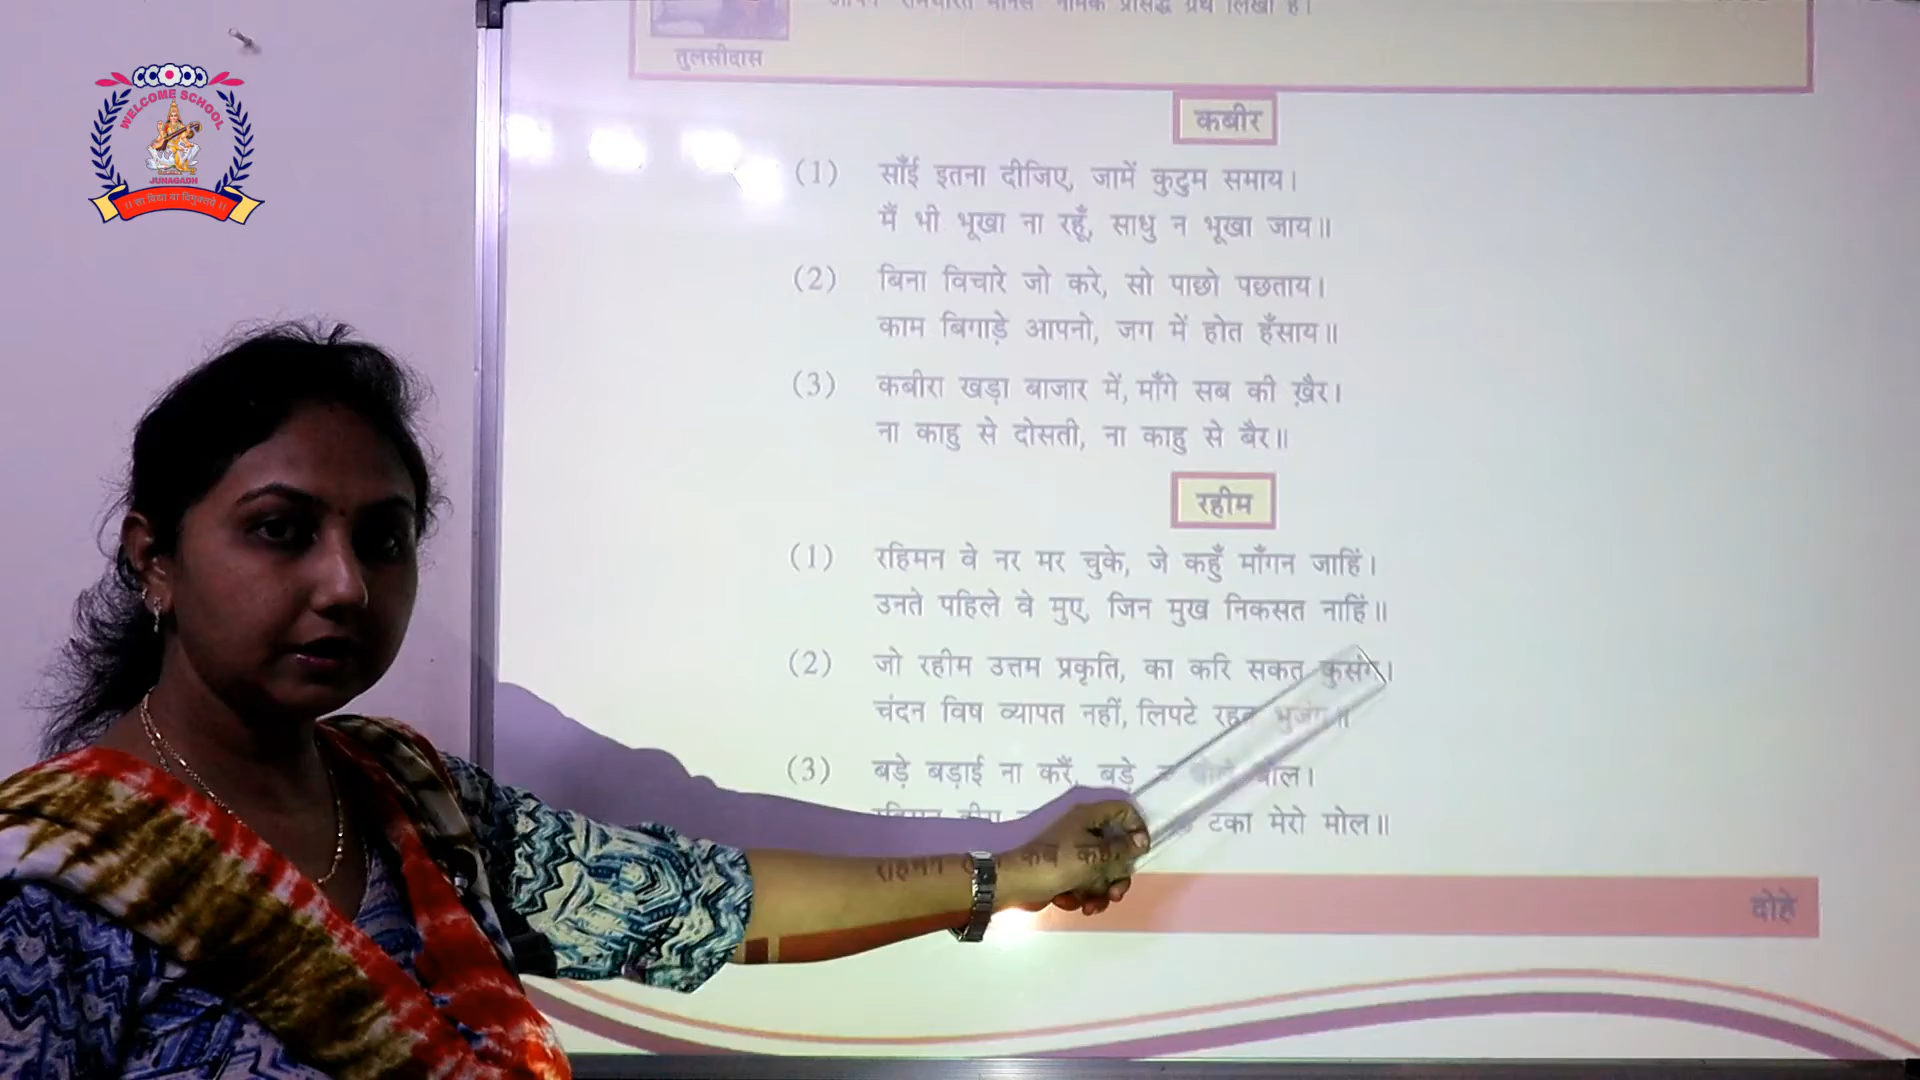 WELCOME SCHOOL
JUNAGADH
।। सा विद्या या विमुक्तये ।।
तुलसीदास
कबीर
(1) साँई इतना दीजिए, जामें कुटुम समाय।
मैं भी भूखा ना रहूँ, साधु न भूखा जाय॥
(2) बिना विचारे जो करे, सो पाछो पछताय।
काम बिगाड़े आपनो, जग में होत हँसाय॥
(3) कबीरा खड़ा बाजार में, माँगे सब की ख़ैर।
ना काहु से दोसती, ना काहु से बैर॥
रहीम
(1) रहिमन वे नर मर चुके, जे कहुँ माँगन जाहिं।
उनते पहिले वे मुए, जिन मुख निकसत नाहिं॥
(2) जो रहीम उत्तम प्रकृति, का करि सकत कुसंग।
चंदन विष व्यापत नहीं, लिपटे रहत भुजंग॥
(3) बड़े बड़ाई ना करैं, बड़े बोल।
टका मेरो मोल॥
दोहे